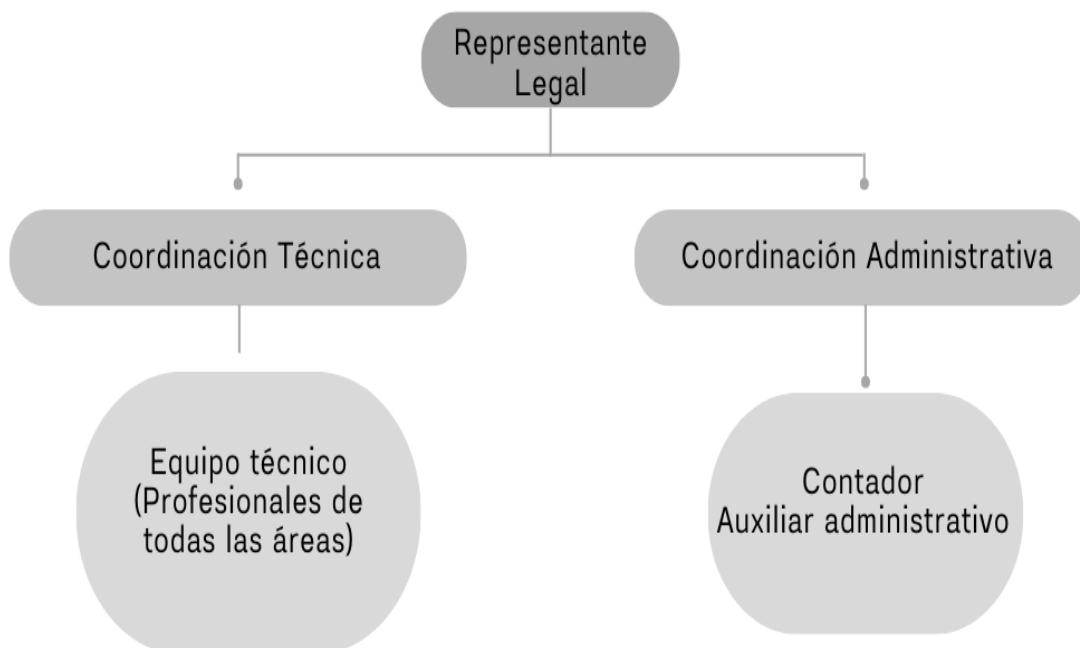 Representante
Legal
Coordinación Técnica
Coordinación Administrativa
Equipo técnico
(Profesionales de
todas las áreas)
Contador
Auxiliar administrativo